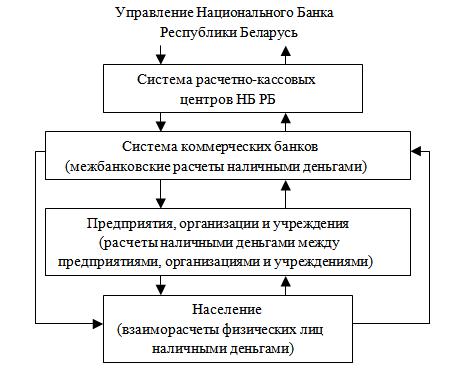 Управление Национального Банка
Республики Беларусь
Система расчетно-кассовых
центров НБ РБ
Система коммерческих банков
(межбанковские расчеты наличными деньгами)
Предприятия, организации и учреждения
(расчеты наличными деньгами между
предприятиями, организациями и учреждениями)
Население
(взаиморасчеты физических лиц
наличными деньгами)